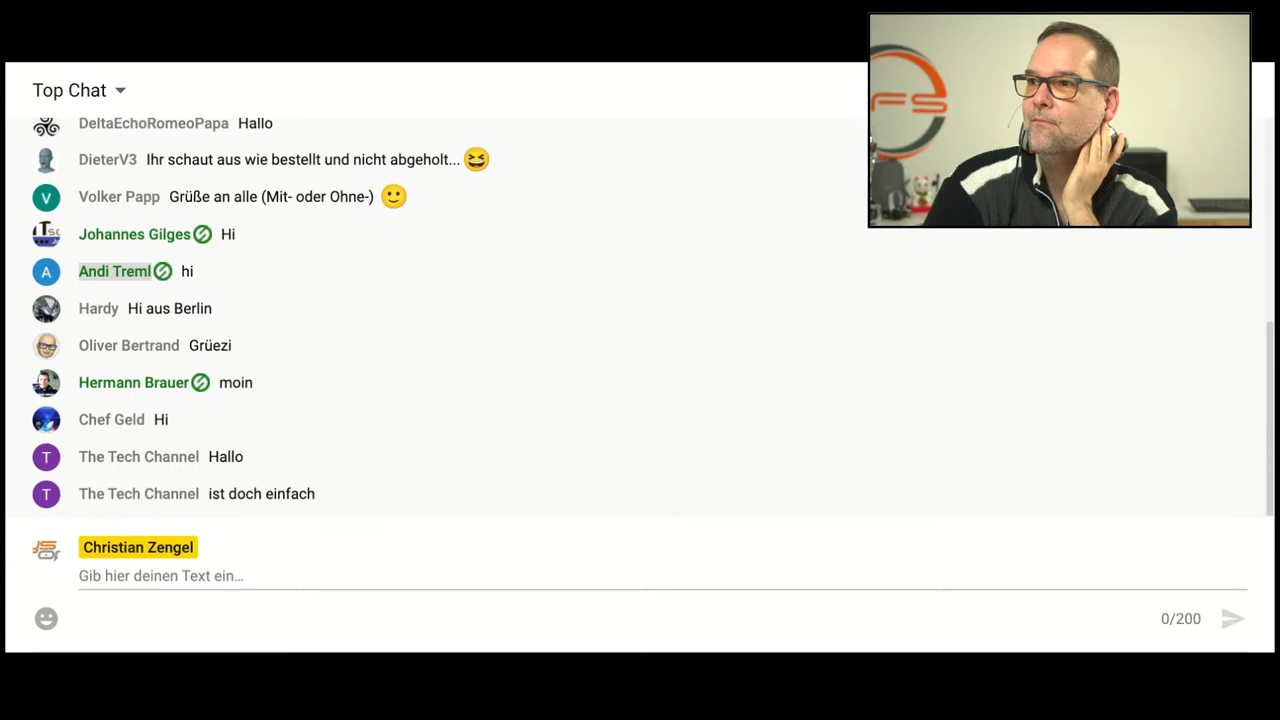 Top Chat
DeltaEchoRomeoPapa Hallo
DieterV3 Ihr schaut aus wie bestellt und nicht abgeholt... 😆
Volker Papp Grüße an alle (Mit- oder Ohne-) 🙂
V
Johannes Gilges Hi
Andi Treml hi
A
Hardy Hi aus Berlin
Oliver Bertrand Grüezi
Hermann Brauer moin
Chef Geld Hi
The Tech Channel Hallo
T
The Tech Channel ist doch einfach
T
Christian Zengel
Gib hier deinen Text ein...
0/200
FS